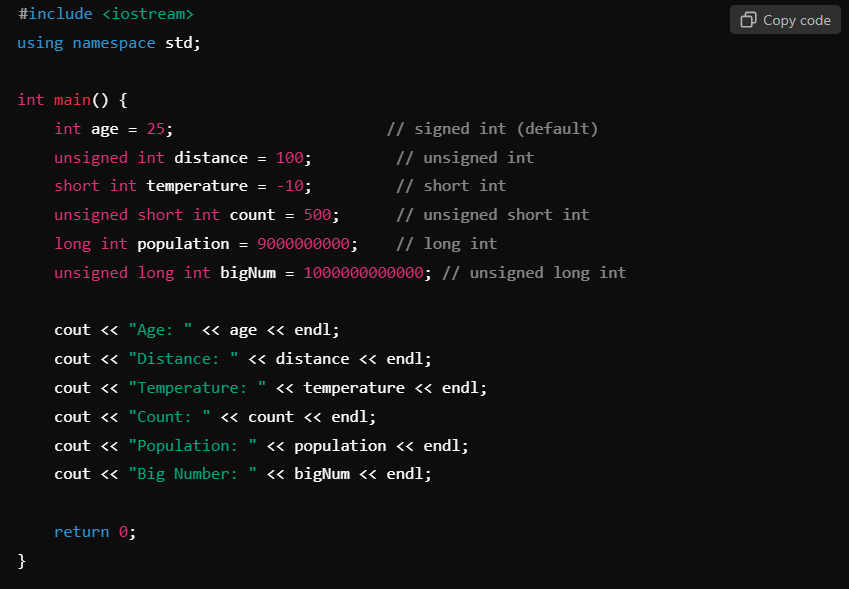 #include <iostream>
Copy code
using namespace std;
int main() {
    int age = 25;                       // signed int (default)
    unsigned int distance = 100;         // unsigned int
    short int temperature = -10;         // short int
    unsigned short int count = 500;      // unsigned short int
    long int population = 9000000000;    // long int
    unsigned long int bigNum = 1000000000000; // unsigned long int
    cout << "Age: " << age << endl;
    cout << "Distance: " << distance << endl;
    cout << "Temperature: " << temperature << endl;
    cout << "Count: " << count << endl;
    cout << "Population: " << population << endl;
    cout << "Big Number: " << bigNum << endl;
    return 0;
}